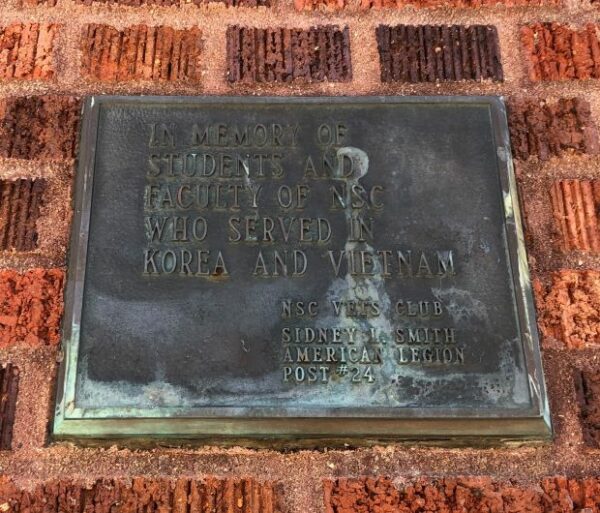 IN MEMORY OF
STUDENTS AND
FACULTY OF NSC
WHO SERVED IN
KOREA AND VIETNAM
NSC VETS CLUB
SIDNEY L. SMITH
AMERICAN LEGION
POST #24